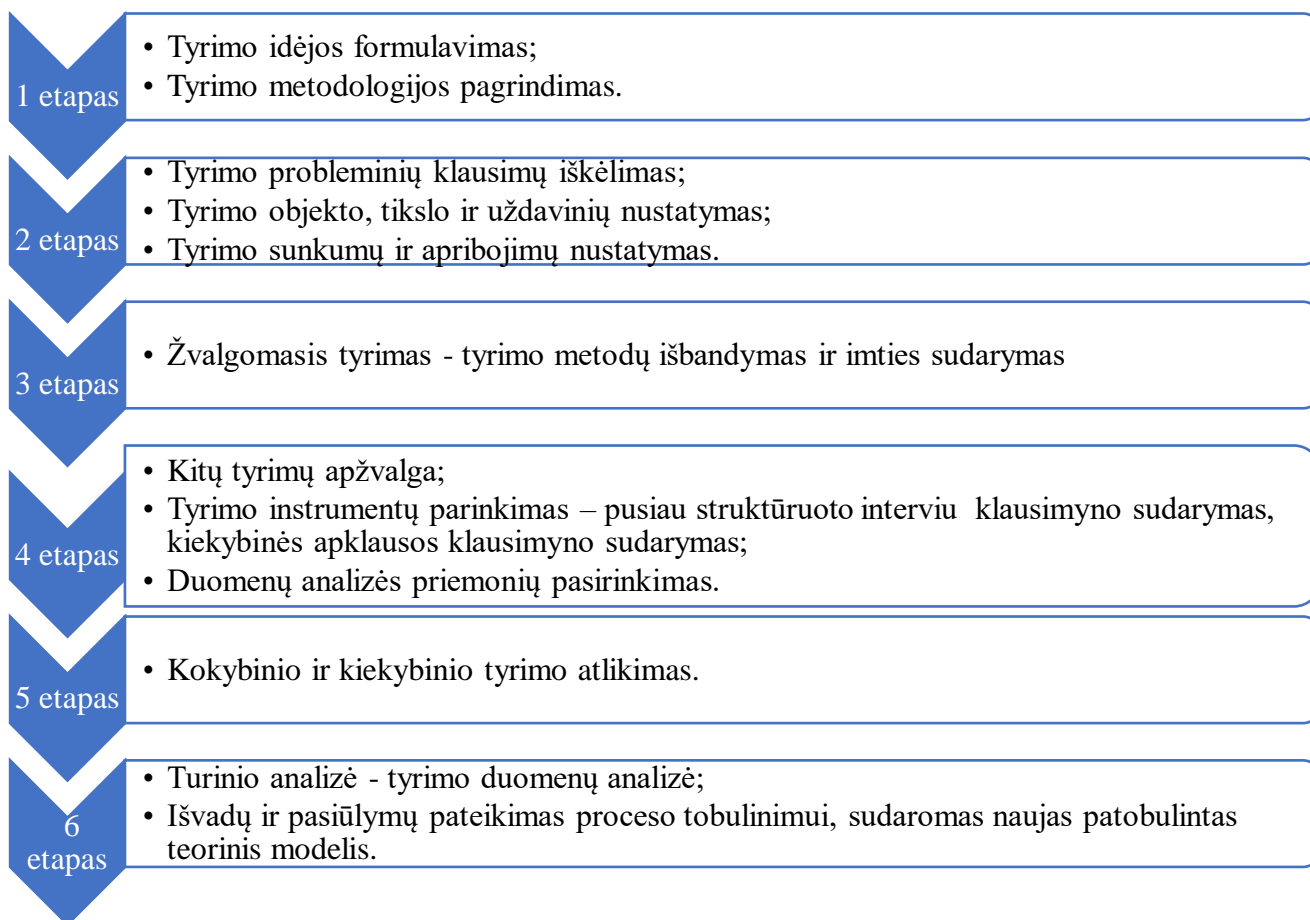 1 etapas
• Tyrimo idėjos formulavimas;
• Tyrimo metodologijos pagrindimas.
2 etapas
• Tyrimo probleminių klausimų iškėlimas;
• Tyrimo objekto, tikslo ir uždavinių nustatymas;
• Tyrimo sunkumų ir apribojimų nustatymas.
3 etapas
• Žvalgomasis tyrimas - tyrimo metodų išbandymas ir imties sudarymas
4 etapas
• Kitų tyrimų apžvalga;
• Tyrimo instrumentų parinkimas – pusiau struktūruoto interviu klausimyno sudarymas,
kiekybinės apklausos klausimyno sudarymas;
• Duomenų analizės priemonių pasirinkimas.
5 etapas
• Kokybinio ir kiekybinio tyrimo atlikimas.
6
etapas
• Turinio analizė - tyrimo duomenų analizė;
• Išvadų ir pasiūlymų pateikimas proceso tobulinimui, sudaromas naujas patobulintas
teorinis modelis.